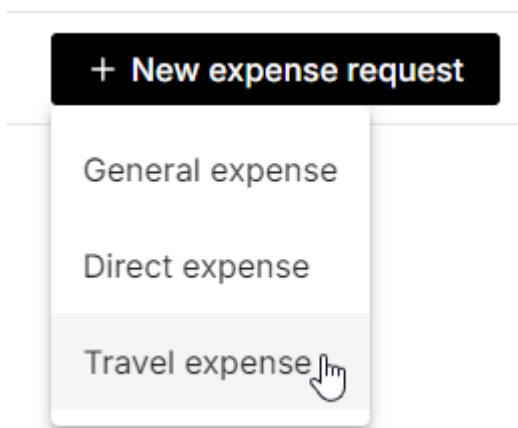 + New expense request
General expense
Direct expense
Travel expense